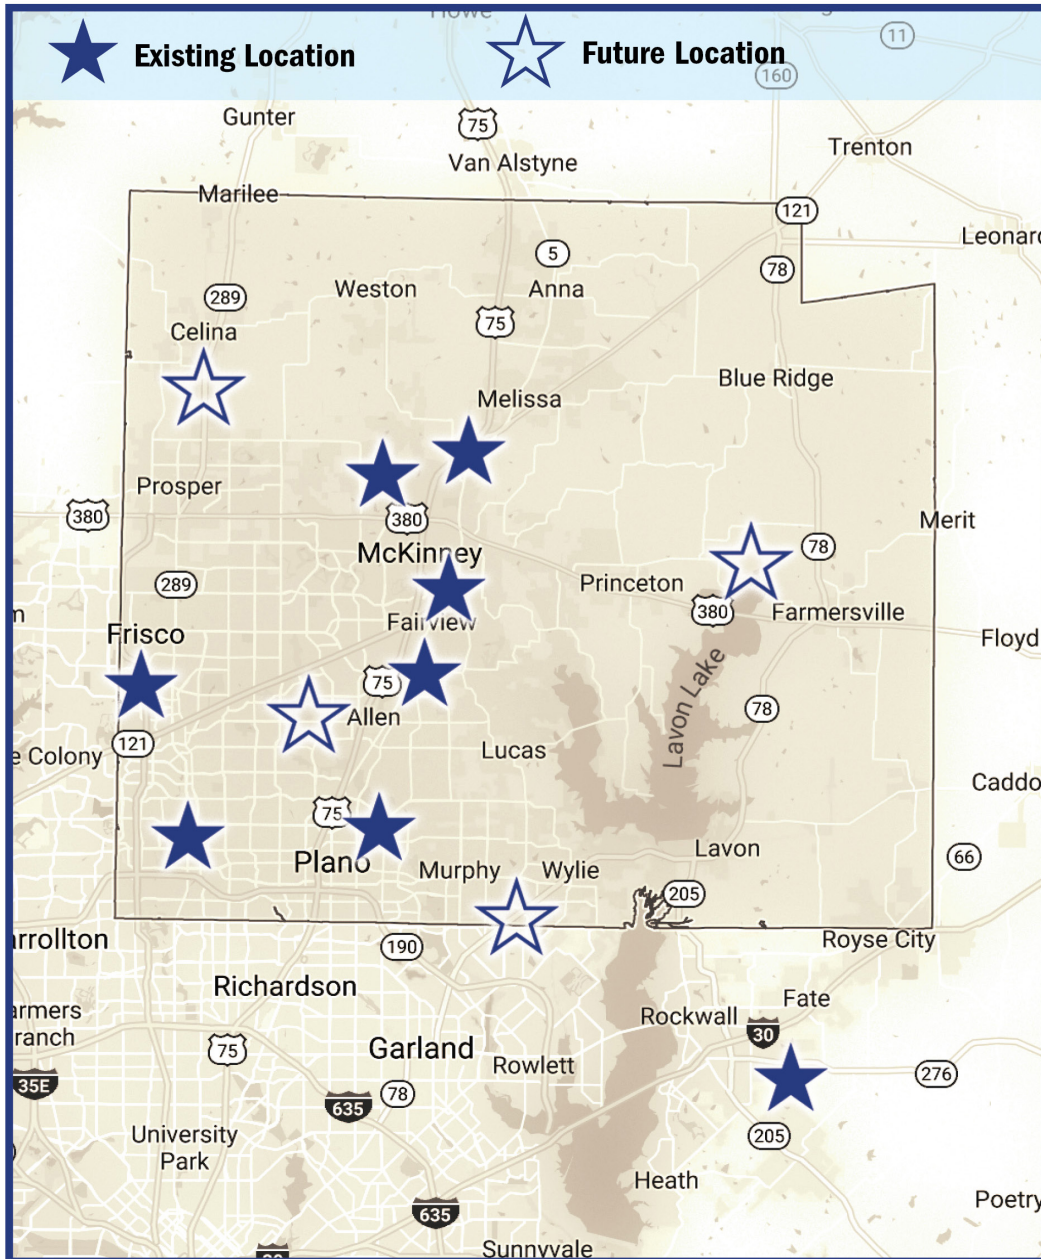 Howe
Existing Location
Future Location
11
160
Gunter
75
Van Alstyne
Trenton
Marilee
121
Leonard
5
78
289
Weston
Anna
75
Celina
Blue Ridge
Melissa
Prosper
380
380
Merit
McKinney
78
289
Princeton
380
Farmersville
Fairview
Frisco
Floyd
75
Lavon Lake
78
Allen
121
e Colony
Lucas
Caddo
75
Plano
Lavon
66
Murphy
Wylie
205
arrollton
190
Royse City
Richardson
Fate
armers
ranch
Rockwall
30
75
Garland
Rowlett
276
35E
78
635
University
Park
205
Heath
Poetry
635
Sunnyvale